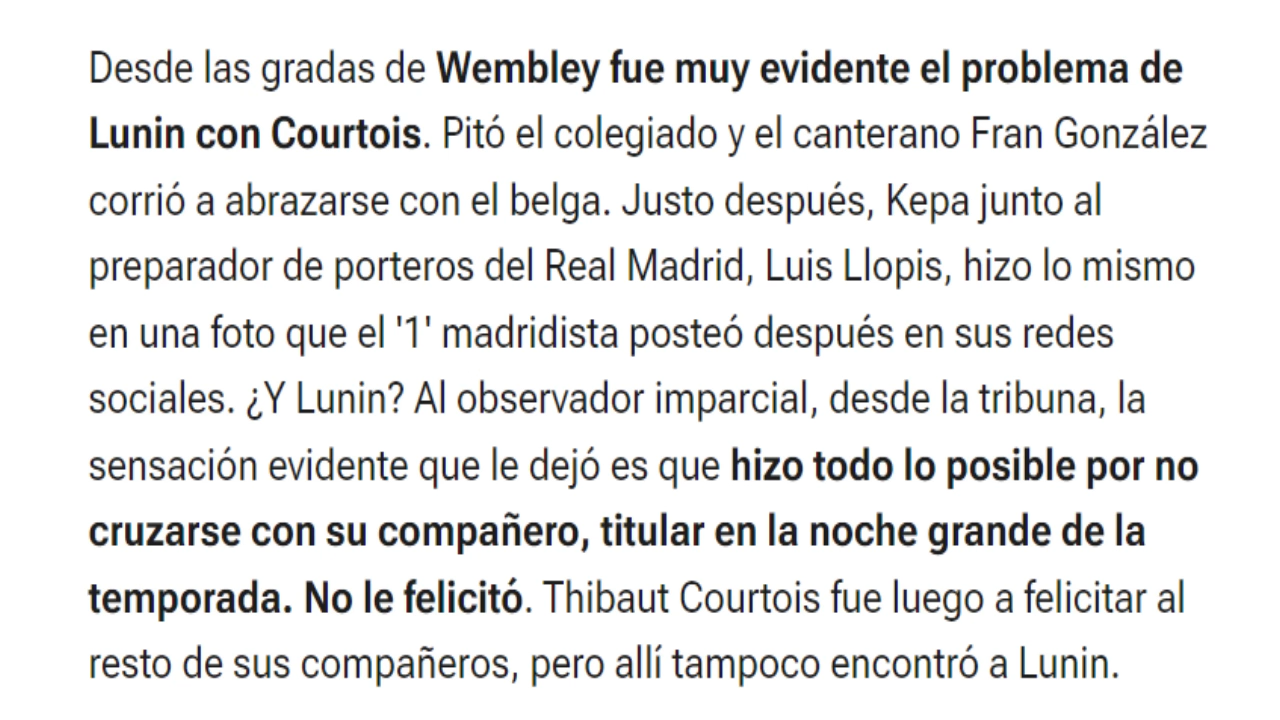 Desde las gradas de Wembley fue muy evidente el problema de
Lunin con Courtois. Pitó el colegiado y el canterano Fran González
corrió a abrazarse con el belga. Justo después, Kepa junto al
preparador de porteros del Real Madrid, Luis Llopis, hizo lo mismo
en una foto que el '1' madridista posteó después en sus redes
sociales. ¿Y Lunin? Al observador imparcial, desde la tribuna, la
sensación evidente que le dejó es que hizo todo lo posible por no
cruzarse con su compañero, titular en la noche grande de la
temporada. No le felicitó. Thibaut Courtois fue luego a felicitar al
resto de sus compañeros, pero allí tampoco encontró a Lunin.